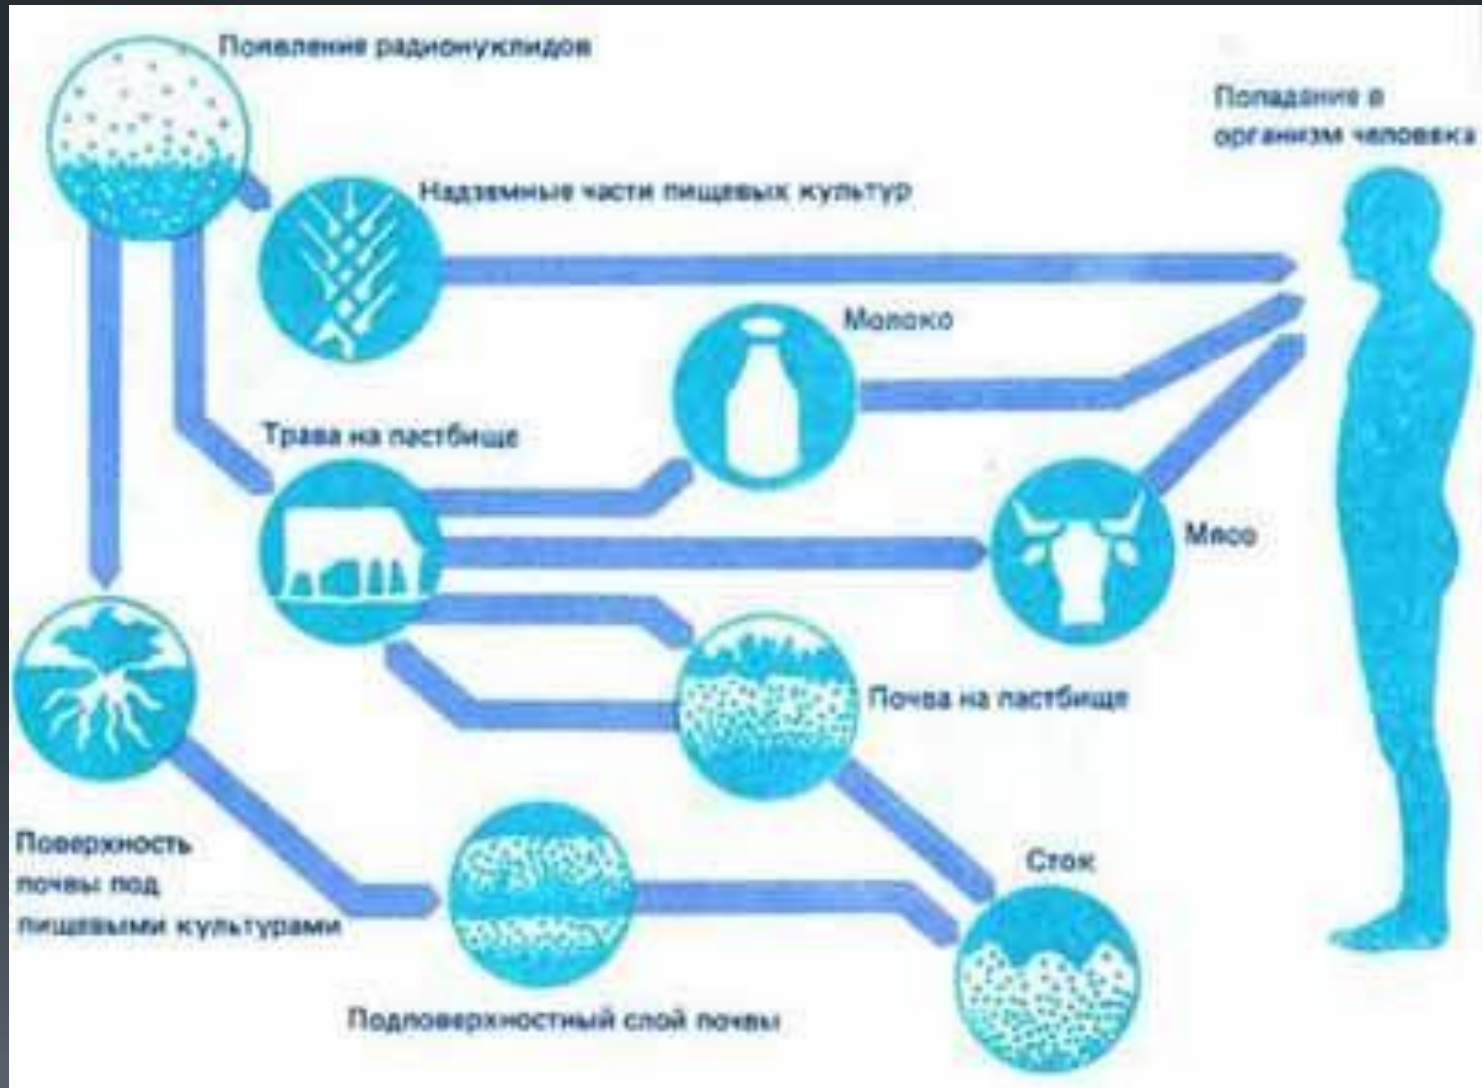 Появление радионуклидов
Попадание в
организм человека
Надземные части пищевых культур
Молоко
Трава на пастбище
Мясо
Почва на пастбище
Поверхность
почвы под
пищевыми культурами
Сток
Подповерхностный слой почвы